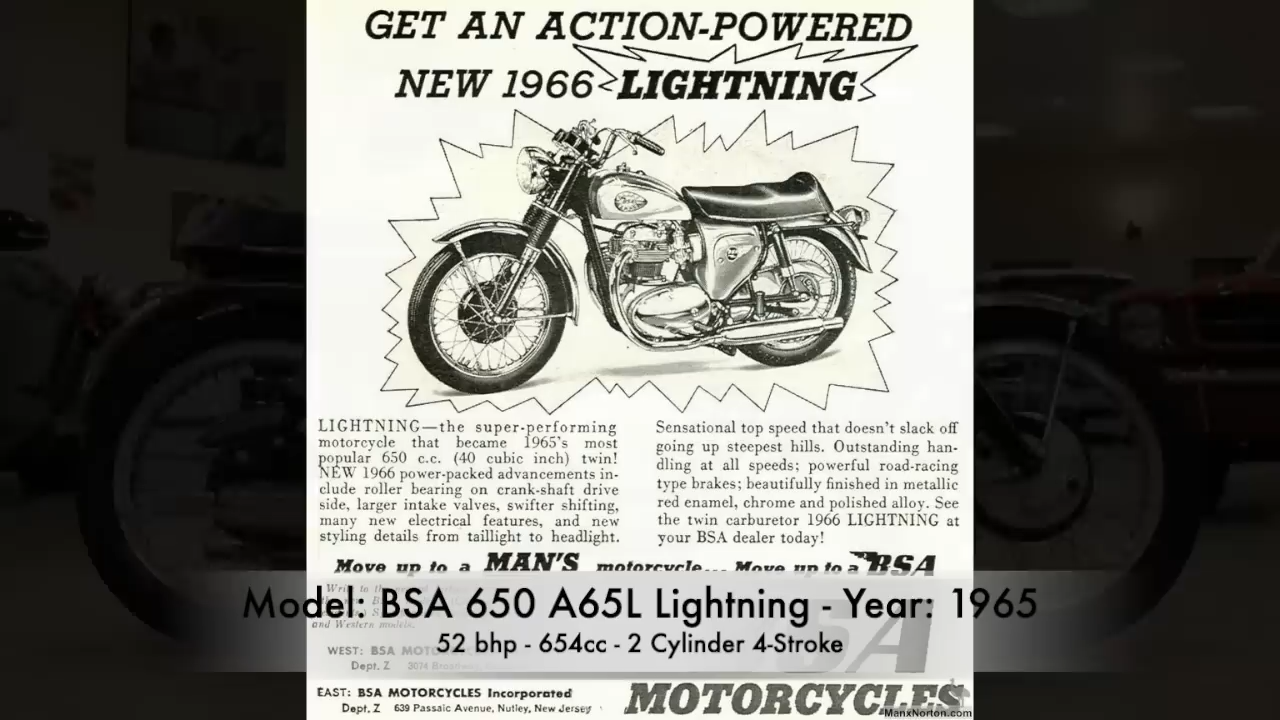 GET AN ACTION-POWERED
NEW 1966 LIGHTNING
LIGHTNING—the super-performing
motorcycle that became 1965's most
popular 650 c.c. (40 cubic inch) twin!
NEW 1966 power-packed advancements in-
clude roller bearing on crank-shaft drive
side, larger intake valves, swifter shifting,
many new electrical features, and new
styling details from taillight to headlight.
Sensational top speed that doesn't slack off
going up steepest hills. Outstanding han-
dling at all speeds; powerful road-racing
type brakes; beautifully finished in metallic
red enamel, chrome and polished alloy. See
the twin carburetor 1966 LIGHTNING at
your BSA dealer today!
Move up to a MAN'S motorcycle... Move up to a BSA
Model: BSA 650 A65L Lightning - Year: 1965
and Western models.
52 bhp - 654cc - 2 Cylinder 4-Stroke
WEST: BSA
Dept. Z 3074
EAST: BSA MOTORCYCLES Incorporated
Dept. Z 639 Passaic Avenue, Nutley, New Jersey
MOTORCYCLES
ManxNorton.com